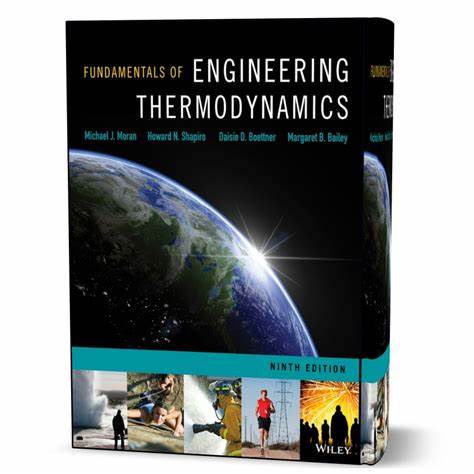 FUNDAMENTALS OF ENGINEERING
THERMODYNAMICS
Michael J. Moran Howard N. Shapiro Daisie D. Boettner Margaret B. Bailey
NINTH EDITION
WILEY